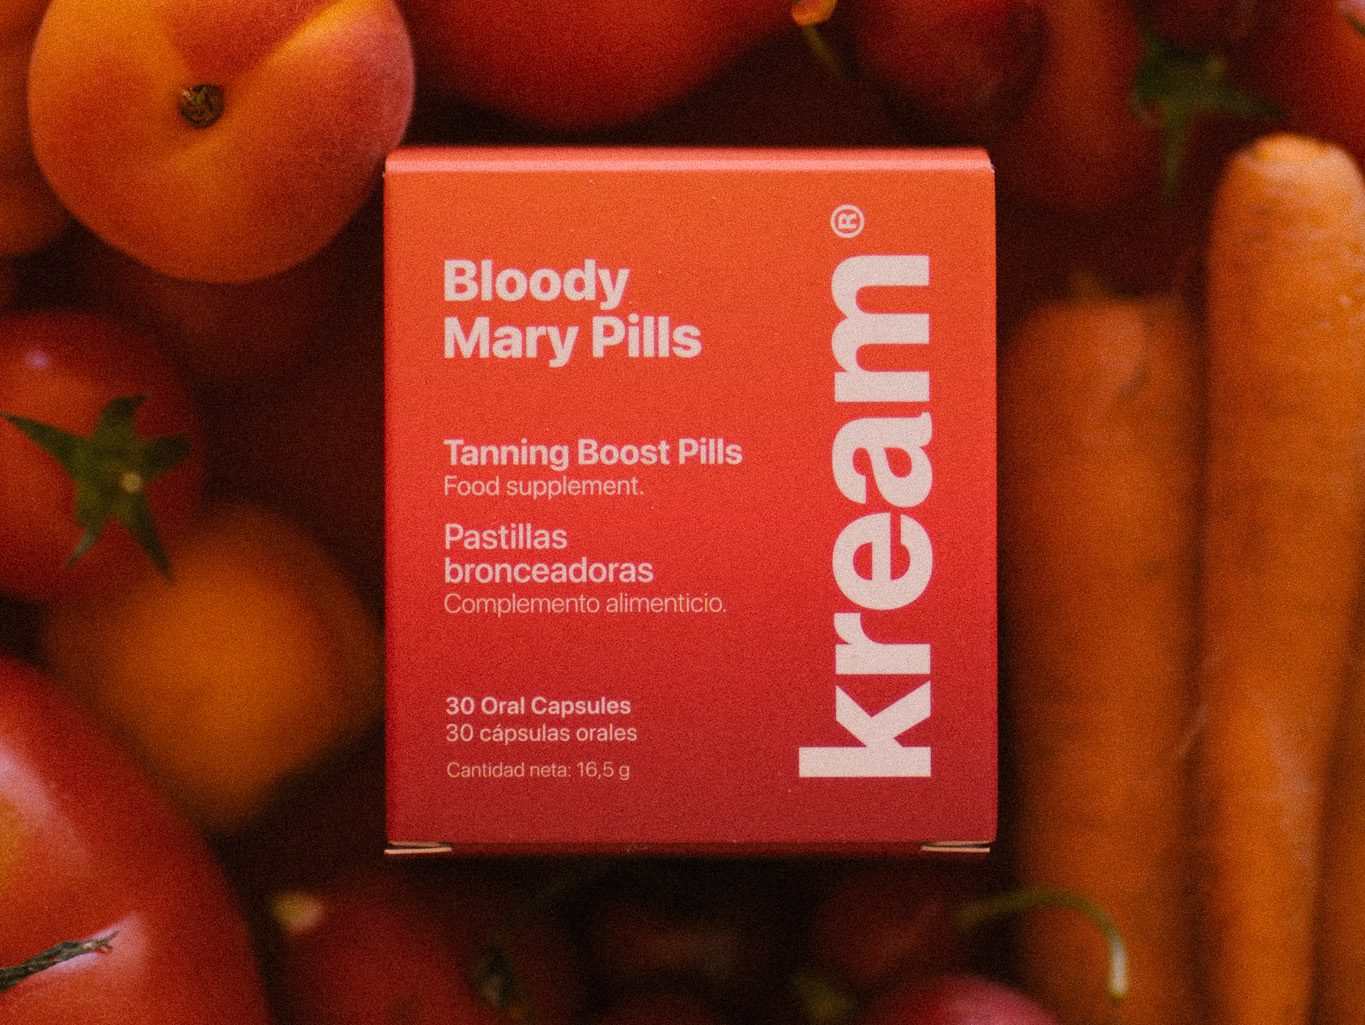 Bloody
Mary Pills
Tanning Boost Pills
Food supplement.
Pastillas
bronceadoras
Complemento alimenticio.
30 Oral Capsules
30 cápsulas orales
Cantidad neta: 16,5 g
kream®